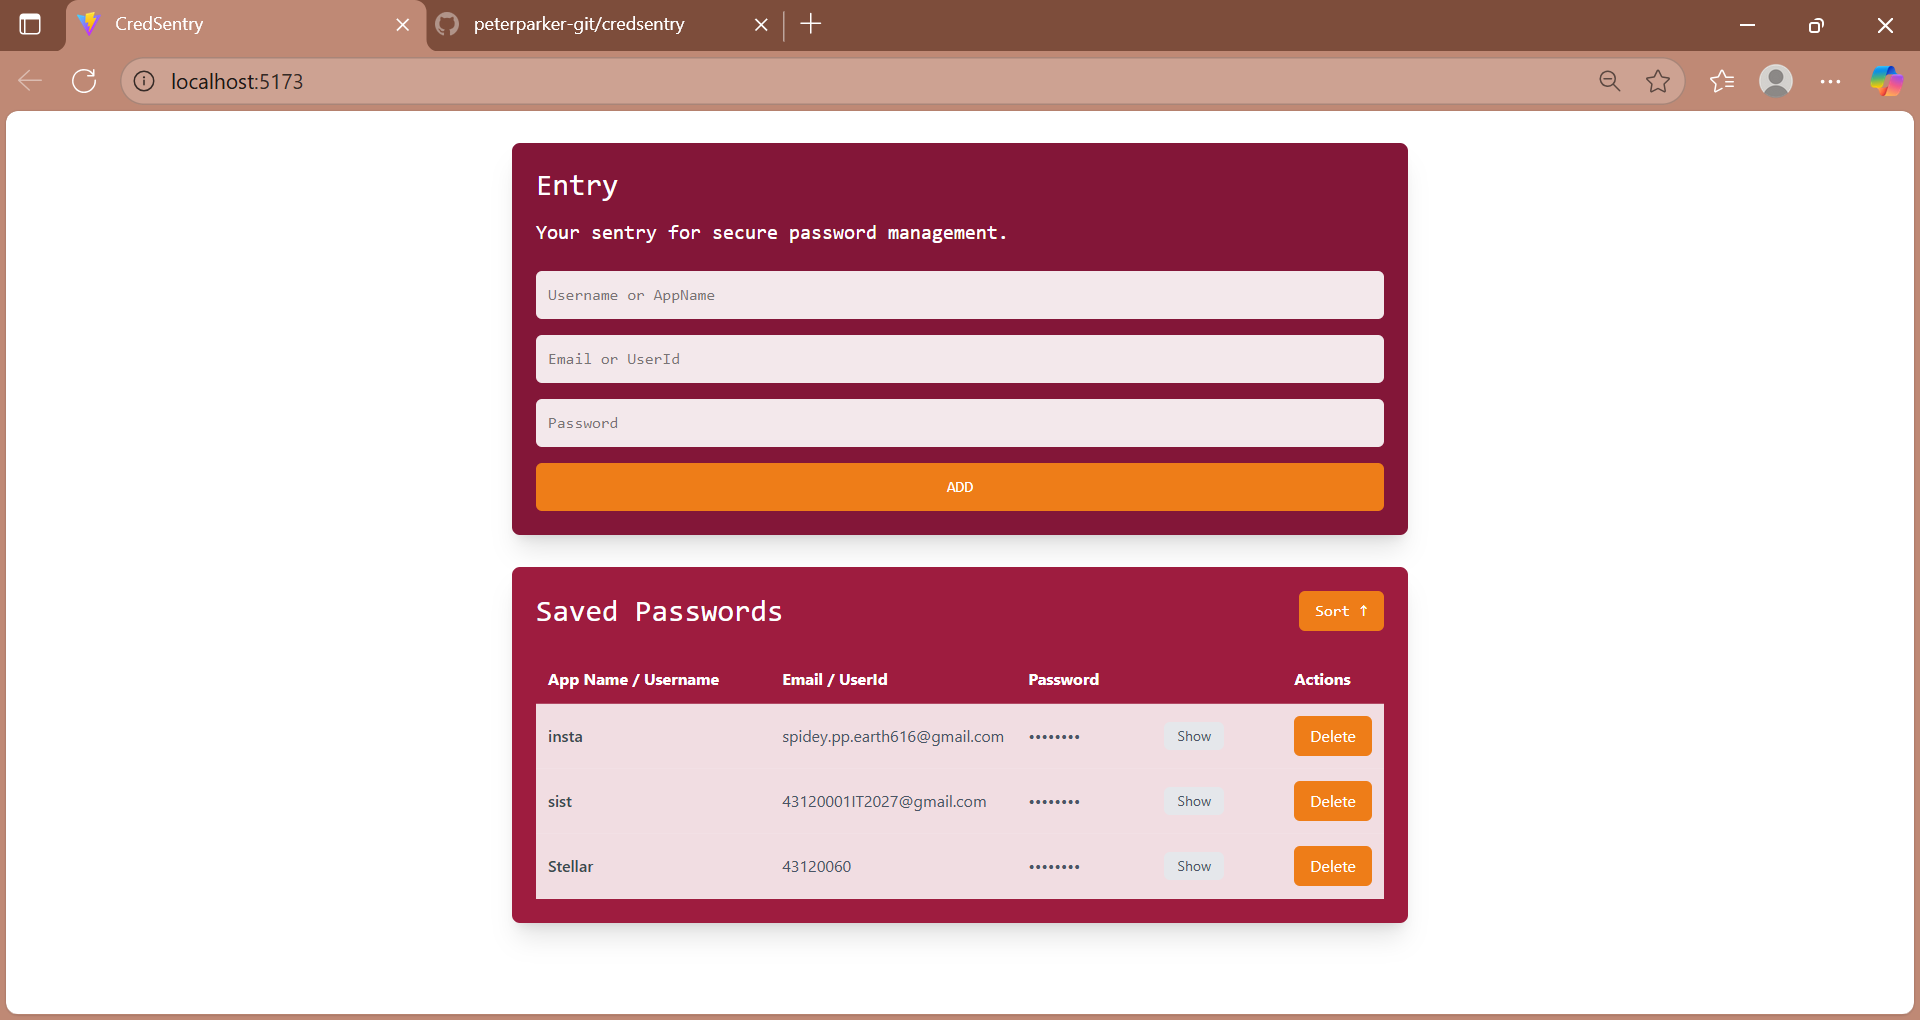 CredSentry
peterparker-git/credsentry
localhost:5173
Entry
Your sentry for secure password management.
Username or AppName
Email or UserId
Password
ADD
Saved Passwords
Sort ↑
App Name / Username Email / UserId Password Actions
insta spidey.pp.earth616@gmail.com •••••••• Show Delete
sist 43120001IT2027@gmail.com •••••••• Show Delete
Stellar 43120060 •••••••• Show Delete